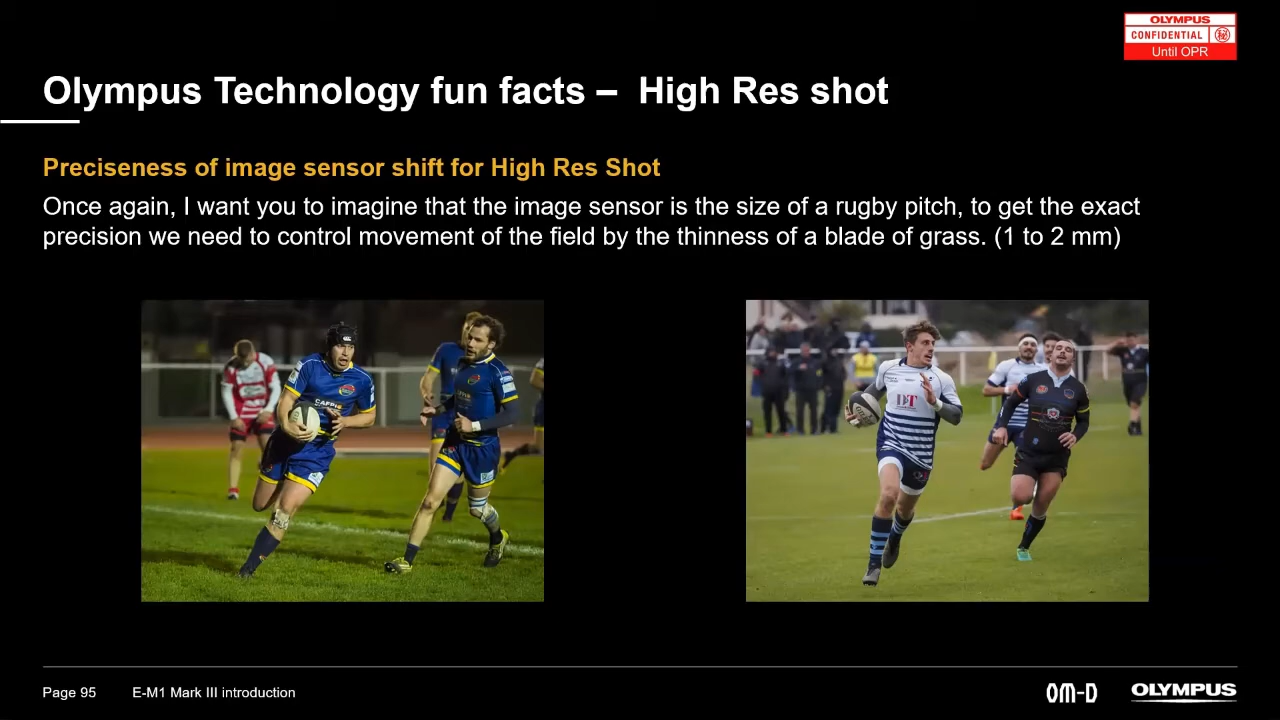 OLYMPUS
CONFIDENTIAL ㊙
Until OPR
Olympus Technology fun facts – High Res shot
Preciseness of image sensor shift for High Res Shot
Once again, I want you to imagine that the image sensor is the size of a rugby pitch, to get the exact
precision we need to control movement of the field by the thinness of a blade of grass. (1 to 2 mm)
DT
Page 95 E-M1 Mark III introduction
OM-D OLYMPUS